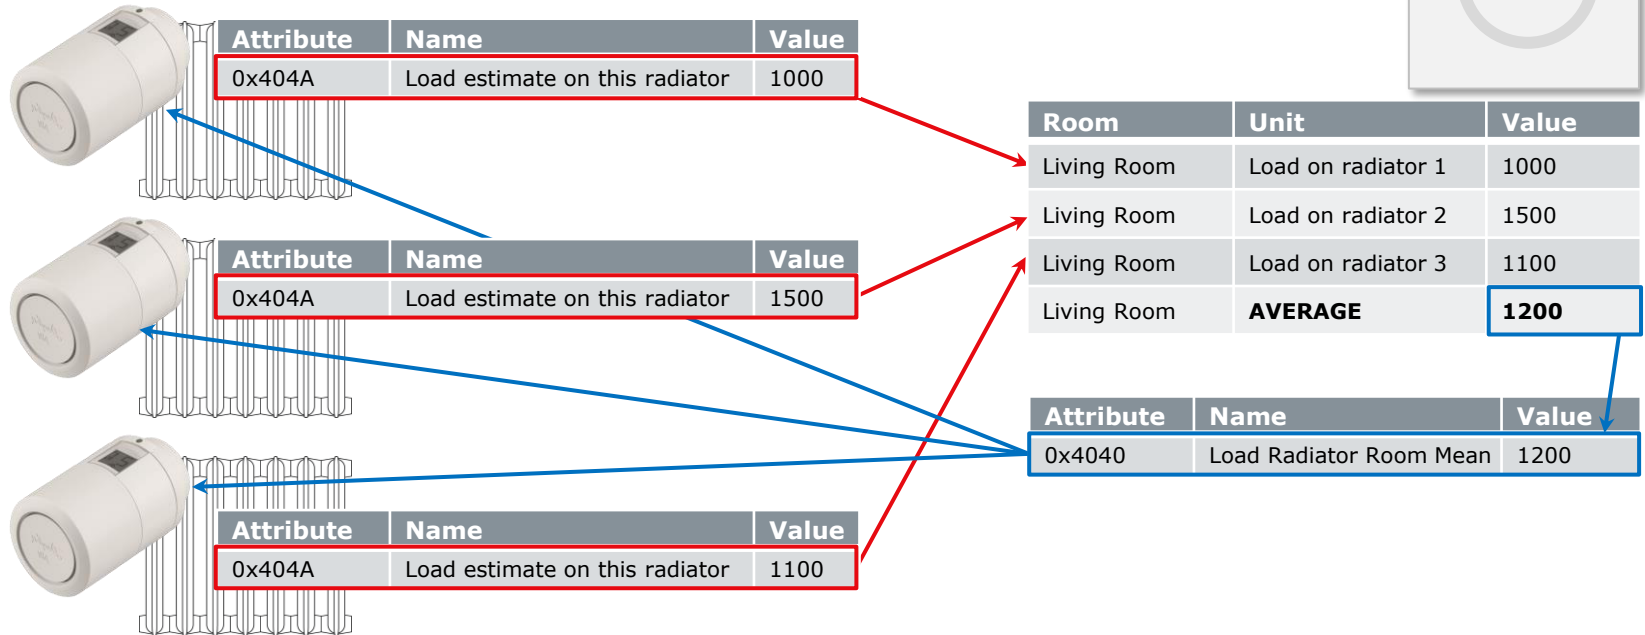 Attribute Name Value
0x404A Load estimate on this radiator 1000
Room Unit Value
Living Room Load on radiator 1 1000
Living Room Load on radiator 2 1500
Living Room Load on radiator 3 1100
Living Room AVERAGE 1200
Attribute Name Value
0x404A Load estimate on this radiator 1500
Attribute Name Value
0x4040 Load Radiator Room Mean 1200
Attribute Name Value
0x404A Load estimate on this radiator 1100